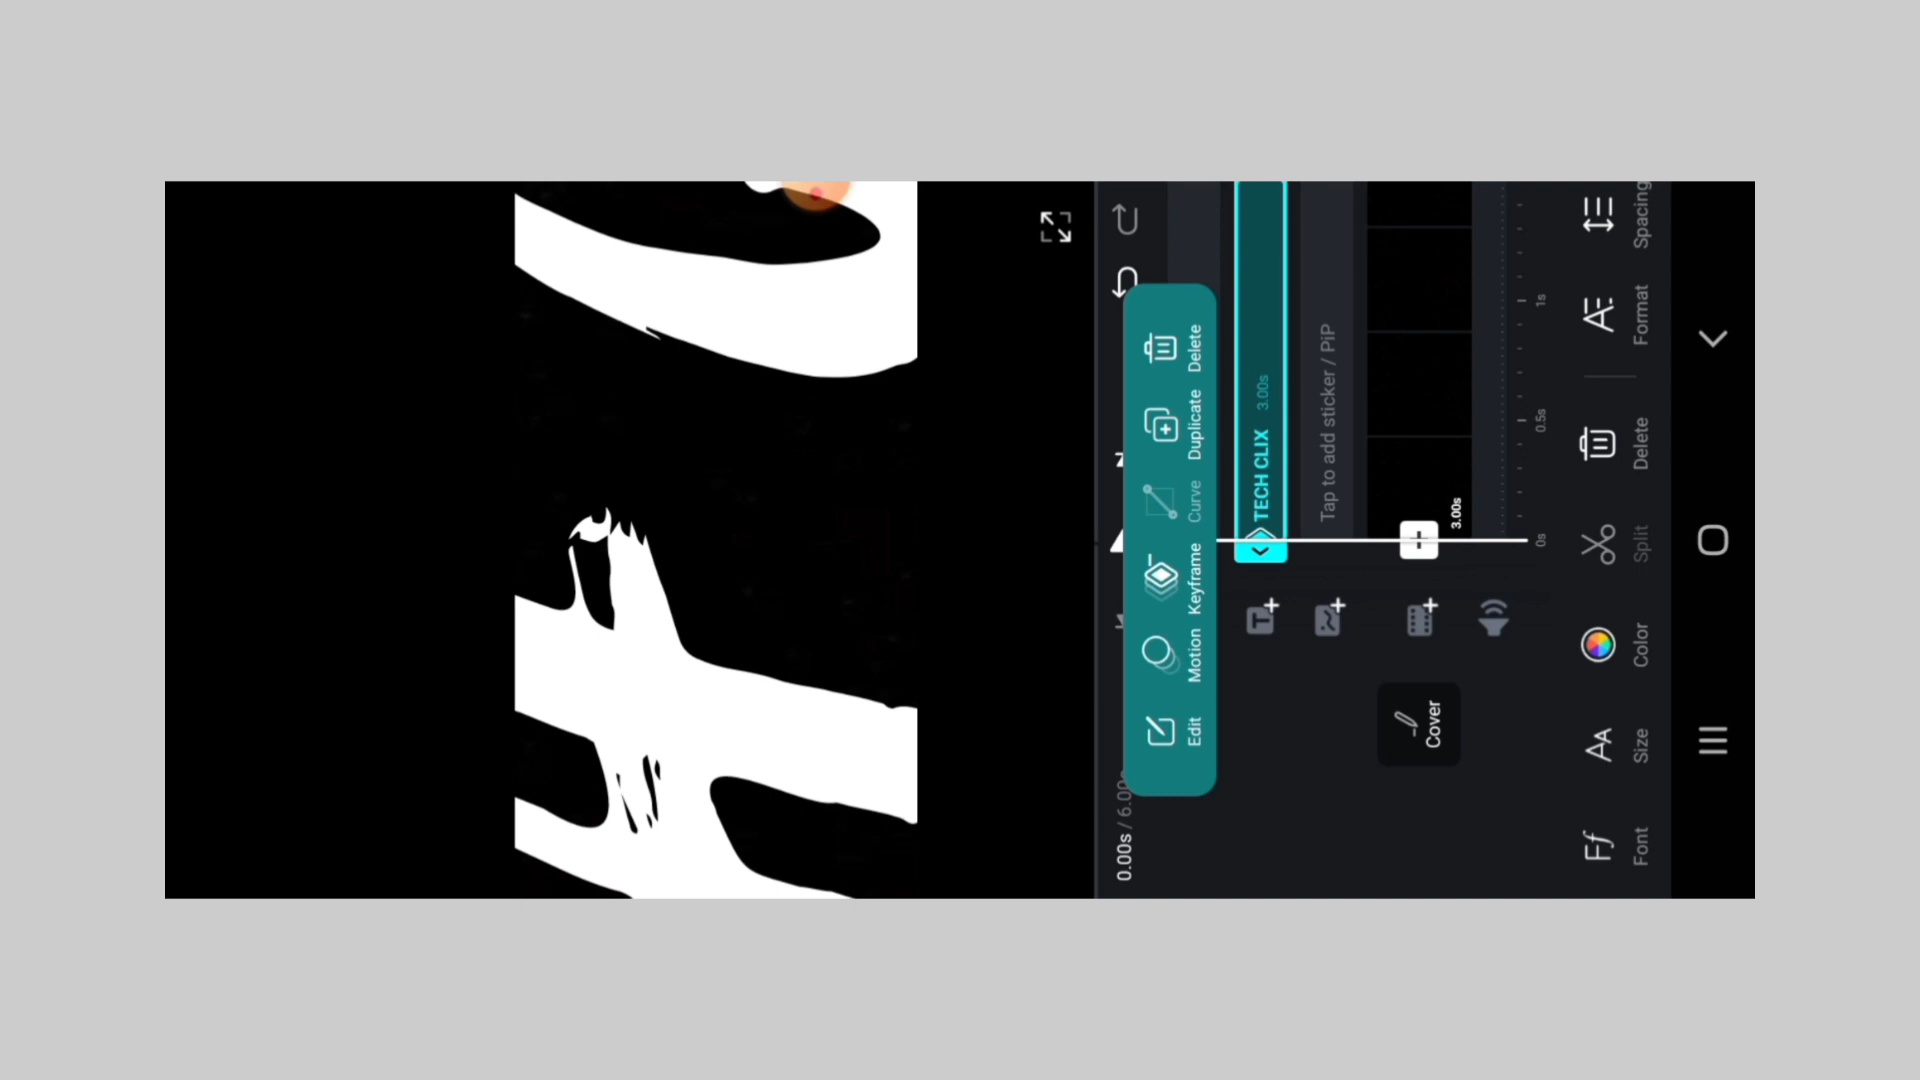 0.00s / 6.00
Edit
Motion
Keyframe
Curve
Duplicate
Delete
TECH CLIX 3.00s
Tap to add sticker / PiP
Cover
3.00s
0s
0.5s
1s
Font
Size
Color
Split
Delete
Format
Spacing